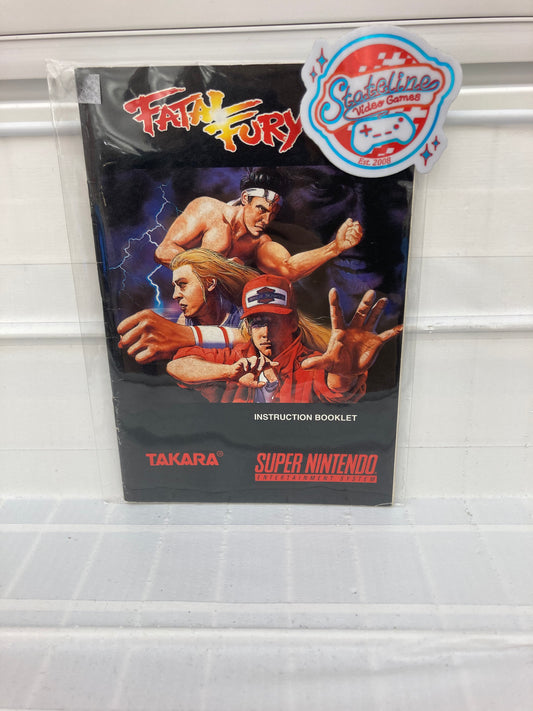 FATAL FURY
Stateline
Video Games
Est. 2008
INSTRUCTION BOOKLET
TAKARA®
SUPER NINTENDO
ENTERTAINMENT SYSTEM